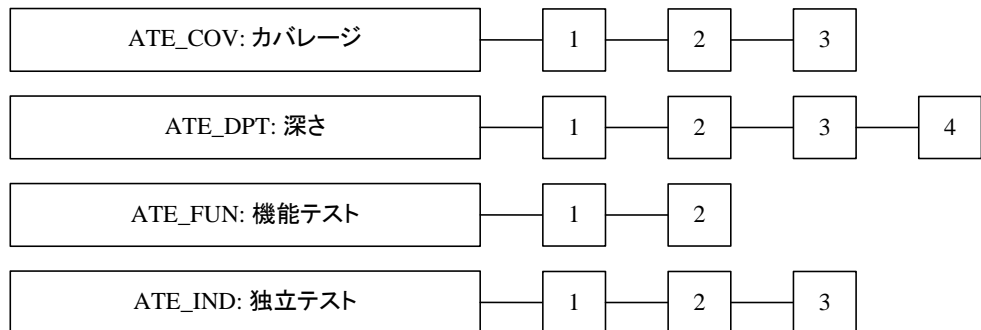 ATE_COV: カバレージ 1 2 3
ATE_DPT: 深さ 1 2 3 4
ATE_FUN: 機能テスト 1 2
ATE_IND: 独立テスト 1 2 3